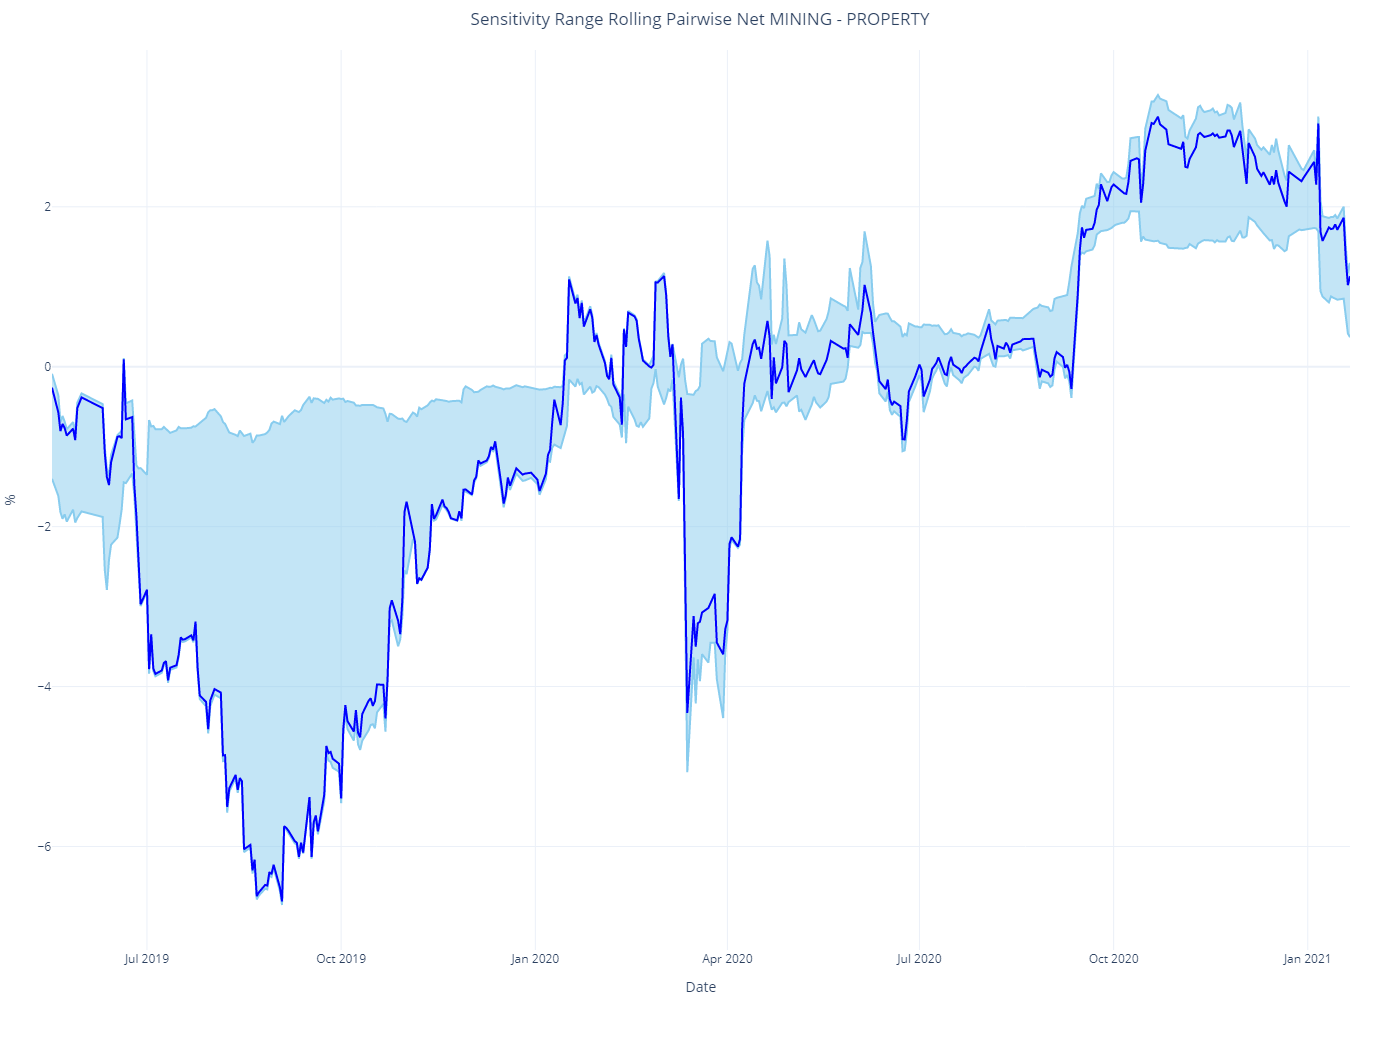 Sensitivity Range Rolling Pairwise Net MINING - PROPERTY
%
2
0
−2
−4
−6
Jul 2019 Oct 2019 Jan 2020 Apr 2020 Jul 2020 Oct 2020 Jan 2021
Date